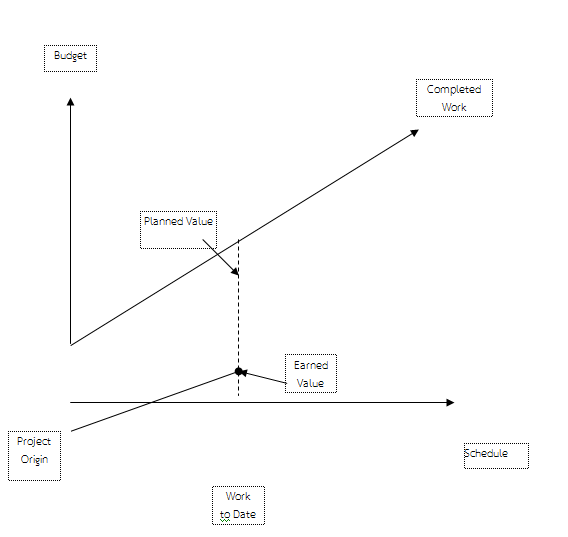 Budget
Completed
Work
Planned Value
Earned
Value
Project
Origin
Schedule
Work
to Date